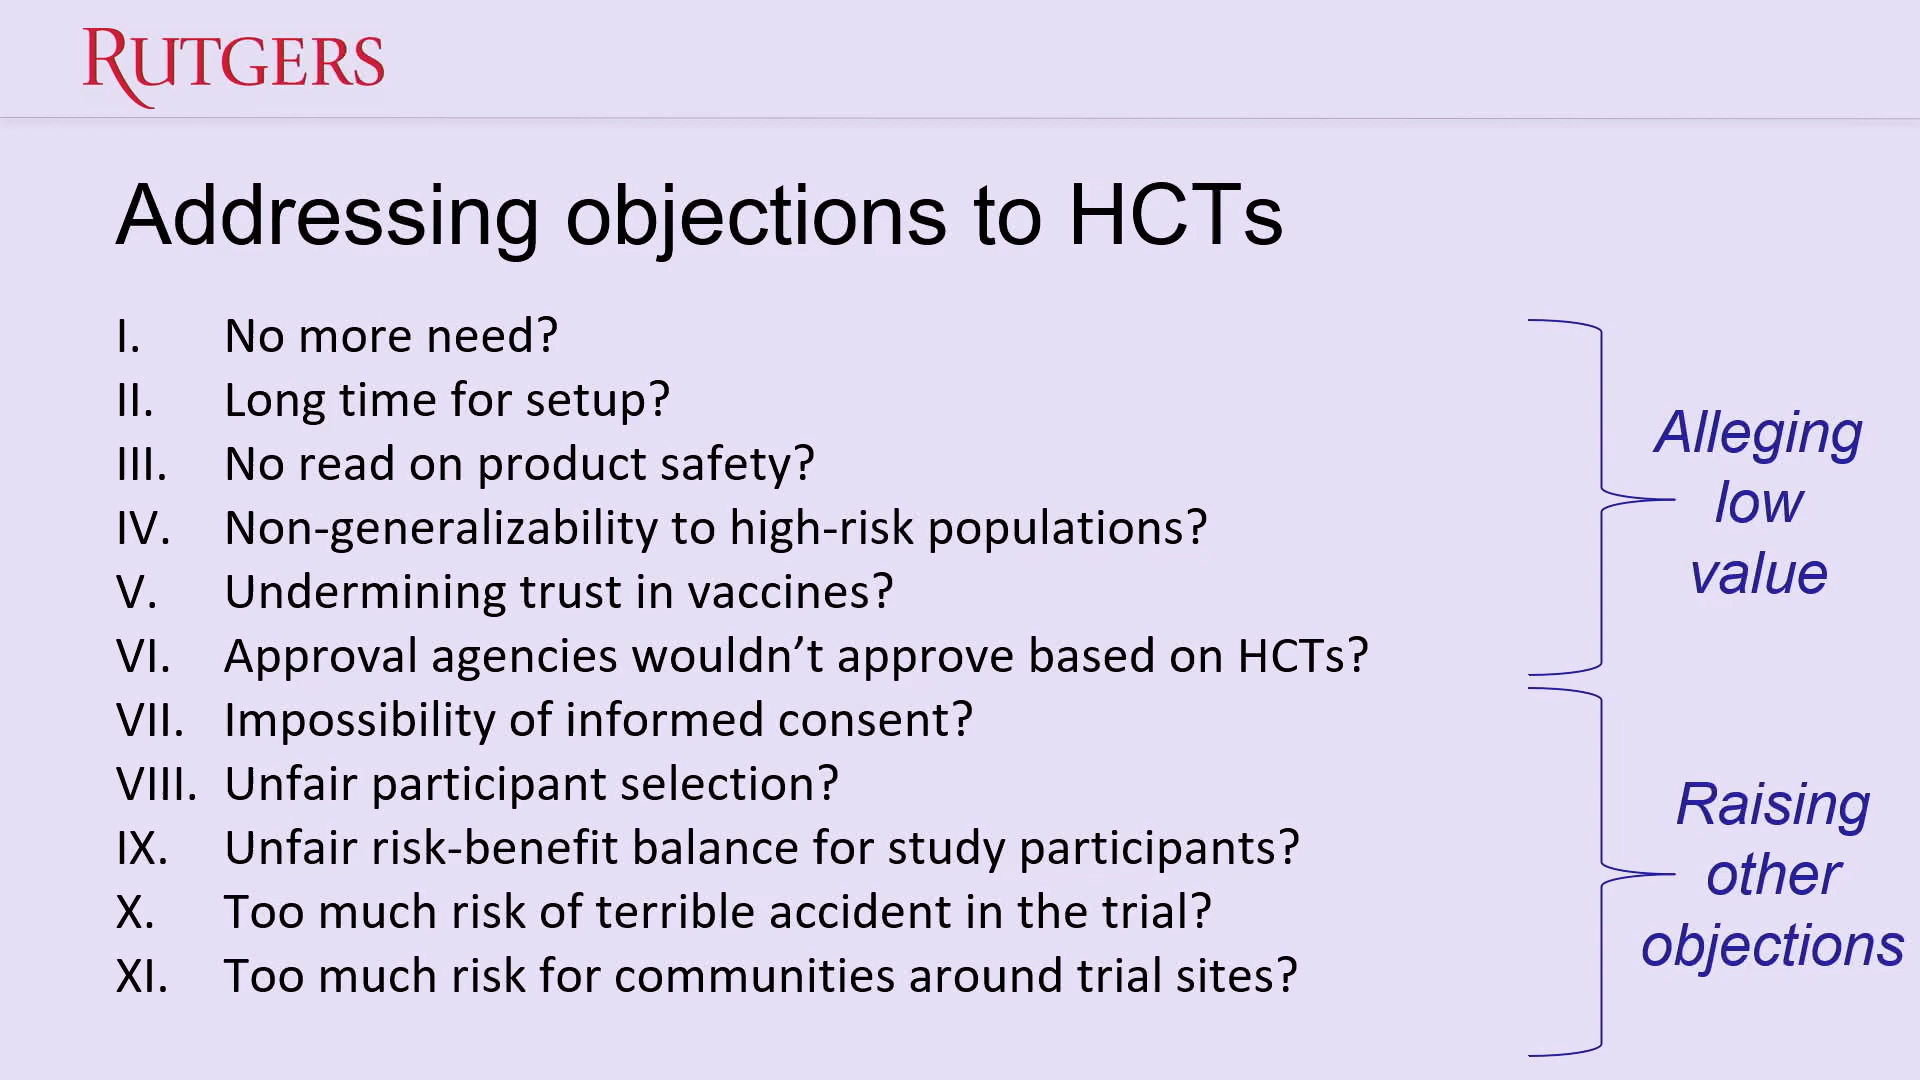 RUTGERS
Addressing objections to HCTs
I. No more need?
II. Long time for setup?
III. No read on product safety?
IV. Non-generalizability to high-risk populations?
V. Undermining trust in vaccines?
VI. Approval agencies wouldn’t approve based on HCTs?
VII. Impossibility of informed consent?
VIII. Unfair participant selection?
IX. Unfair risk-benefit balance for study participants?
X. Too much risk of terrible accident in the trial?
XI. Too much risk for communities around trial sites?
Alleging
low
value
Raising
other
objections